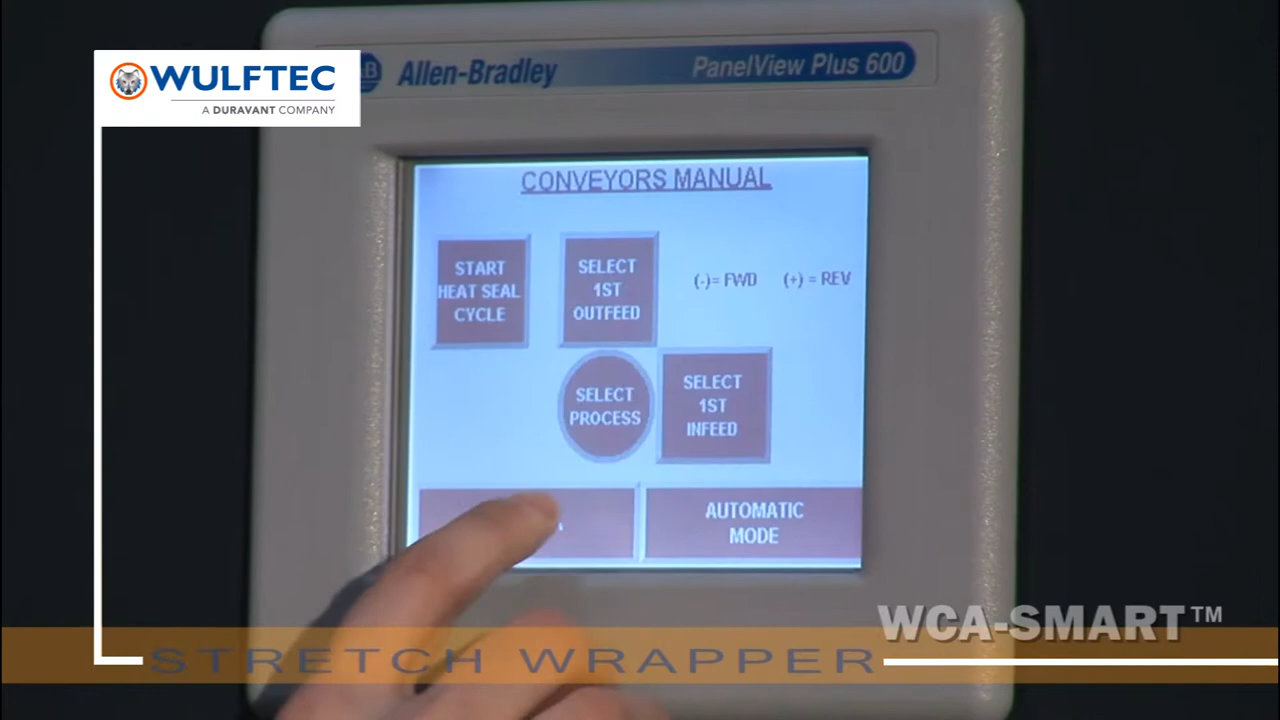 WULFTEC
A DURAVANT COMPANY
Allen-Bradley
PanelView Plus 600
CONVEYORS MANUAL
START
HEAT SEAL
CYCLE
SELECT
1ST
OUTFEED
(-)= FWD (+) = REV
SELECT
PROCESS
SELECT
1ST
INFEED
AUTOMATIC
MODE
WCA-SMART™
STRETCH WRAPPER